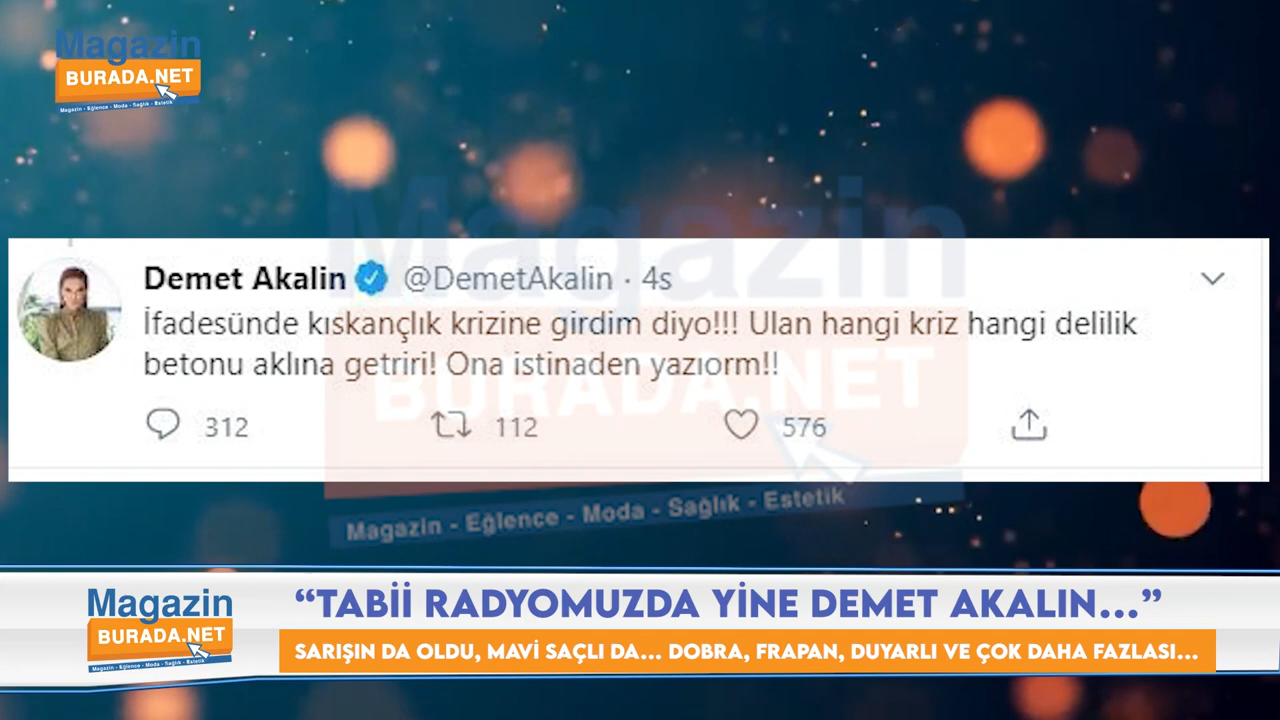 Magazin
BURADA.NET
Magazin - Eğlence - Moda - Sağlık - Estetik
Magazin
Demet Akalin @DemetAkalin · 4s
İfadesünde kıskançlık krizine girdim diyo!!! Ulan hangi kriz hangi delilik
betonu aklına getriri! Ona istinaden yazıorm!!
BURADA.NET
312 112 576
Magazin - Eğlence - Moda - Sağlık - Estetik
Magazin
BURADA.NET
Magazin - Eğlence - Moda - Sağlık - Estetik
“TABİİ RADYOMUZDA YİNE DEMET AKALIN...”
SARIŞIN DA OLDU, MAVİ SAÇLI DA... DOBRA, FRAPAN, DUYARLI VE ÇOK DAHA FAZLASI...